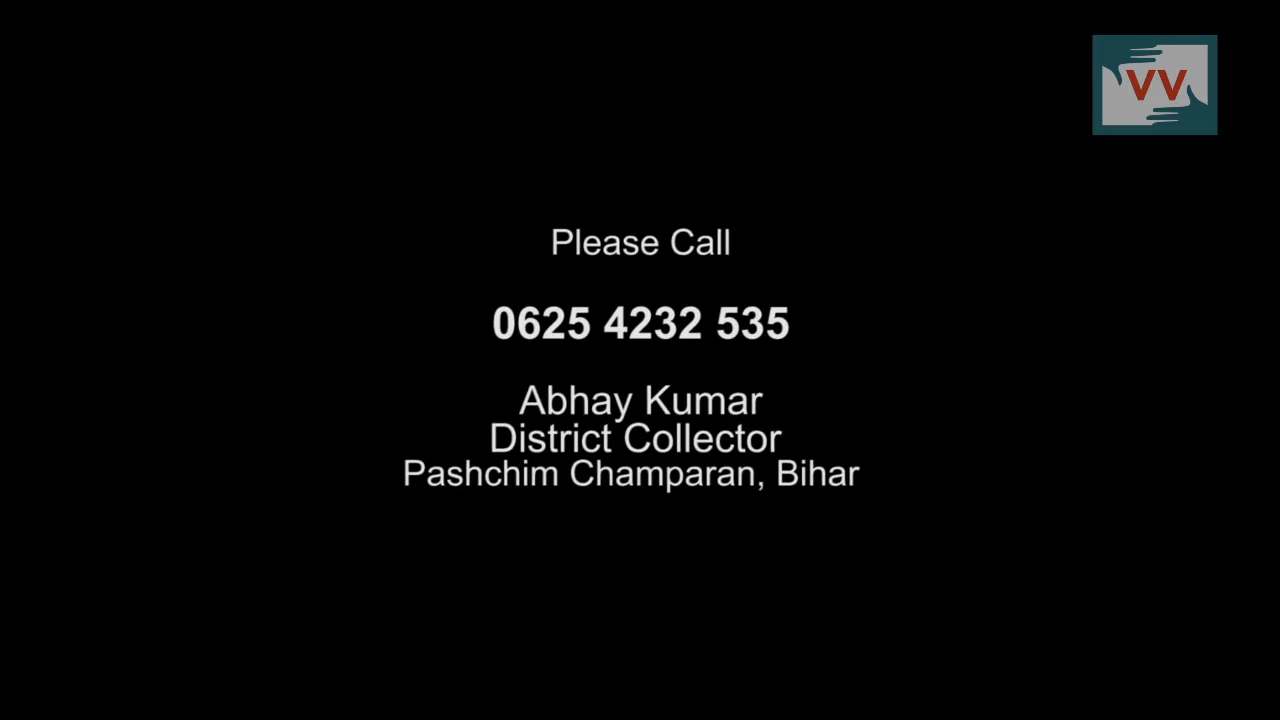 VV
Please Call
0625 4232 535
Abhay Kumar
District Collector
Pashchim Champaran, Bihar